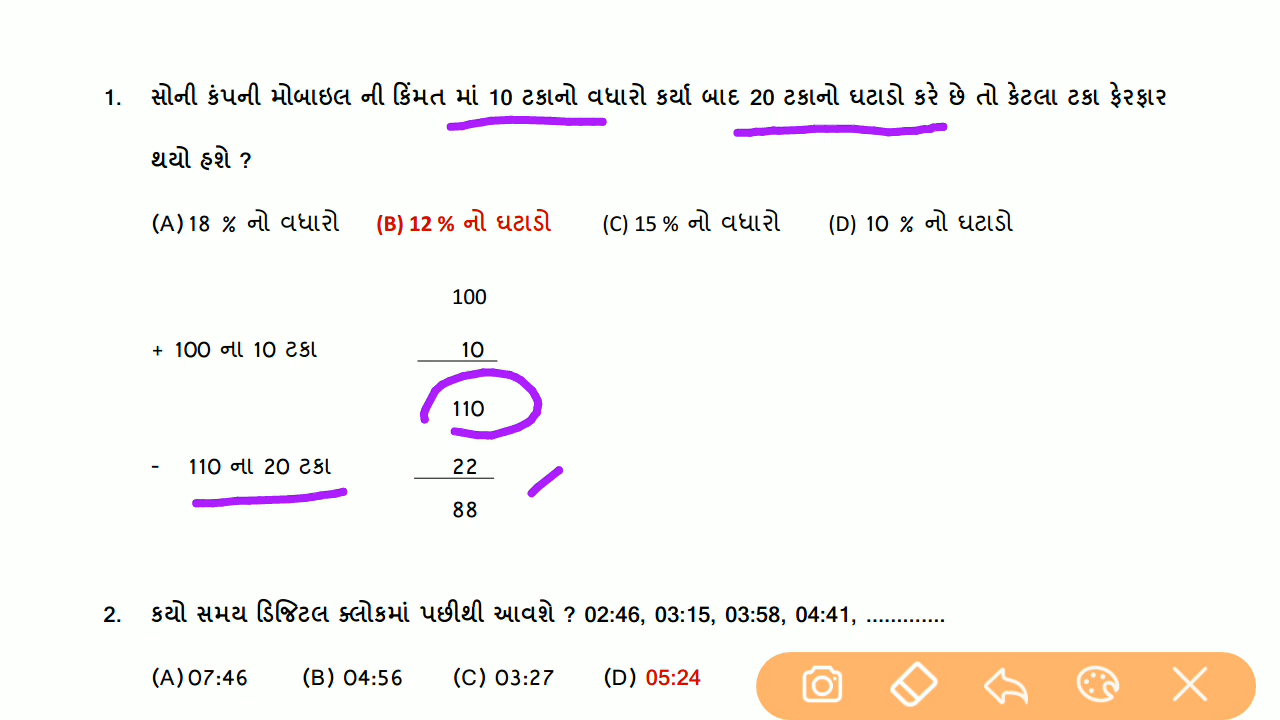 1. સોની કંપની મોબાઇલ ની કિંમત માં 10 ટકાનો વધારો કર્યા બાદ 20 ટકાનો ઘટાડો કરે છે તો કેટલા ટકા ફેરફાર
થયો હશે ?
(A) 18 % નો વધારો (B) 12 % નો ઘટાડો (C) 15 % નો વધારો (D) 10 % નો ઘટાડો
100
+ 100 ના 10 ટકા 10
110
- 110 ના 20 ટકા 22
88
2. કયો સમય ડિજિટલ ક્લોકમાં પછીથી આવશે ? 02:46, 03:15, 03:58, 04:41, .............
(A) 07:46 (B) 04:56 (C) 03:27 (D) 05:24